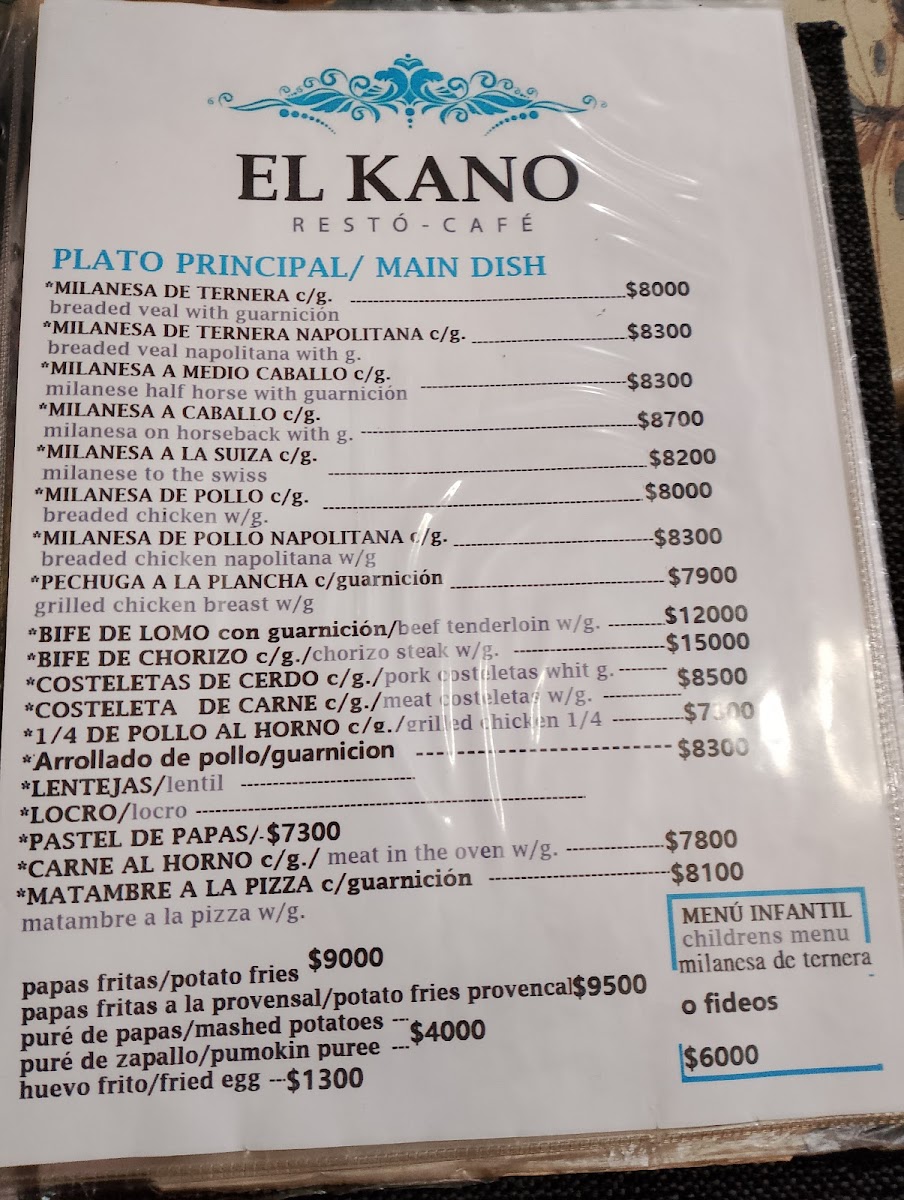 EL KANO
RESTÓ-CAFÉ
PLATO PRINCIPAL/ MAIN DISH
*MILANESA DE TERNERA c/g. $8000
breaded veal with guarnición
*MILANESA DE TERNERA NAPOLITANA c/g. $8300
breaded veal napolitana with g.
*MILANESA A MEDIO CABALLO c/g. $8300
milanese half horse with guarnición
*MILANESA A CABALLO c/g. $8700
milanesa on horseback with g.
*MILANESA A LA SUIZA c/g. $8200
milanese to the swiss
*MILANESA DE POLLO c/g. $8000
breaded chicken w/g.
*MILANESA DE POLLO NAPOLITANA c/g. $8300
breaded chicken napolitana w/g
*PECHUGA A LA PLANCHA c/guarnición $7900
grilled chicken breast w/g
*BIFE DE LOMO con guarnición/beef tenderloin w/g. $12000
*BIFE DE CHORIZO c/g./chorizo steak w/g. $15000
*COSTELETAS DE CERDO c/g./pork costeletas whit g. $8500
*COSTELETA DE CARNE c/g./meat costeletas w/g.
*1/4 DE POLLO AL HORNO c/g./grilled chicken 1/4
*Arrollado de pollo/guarnicion $8300
*LENTEJAS/lentil
*LOCRO/locro
*PASTEL DE PAPAS/-$7300
*CARNE AL HORNO c/g./ meat in the oven w/g. $7800
*MATAMBRE A LA PIZZA c/guarnición $8100
matambre a la pizza w/g.
papas fritas/potato fries $9000
papas fritas a la provensal/potato fries provencal $9500
puré de papas/mashed potatoes --- $4000
puré de zapallo/pumokin puree ---
huevo frito/fried egg --$1300
MENÚ INFANTIL
childrens menu
milanesa de ternera
o fideos
$6000